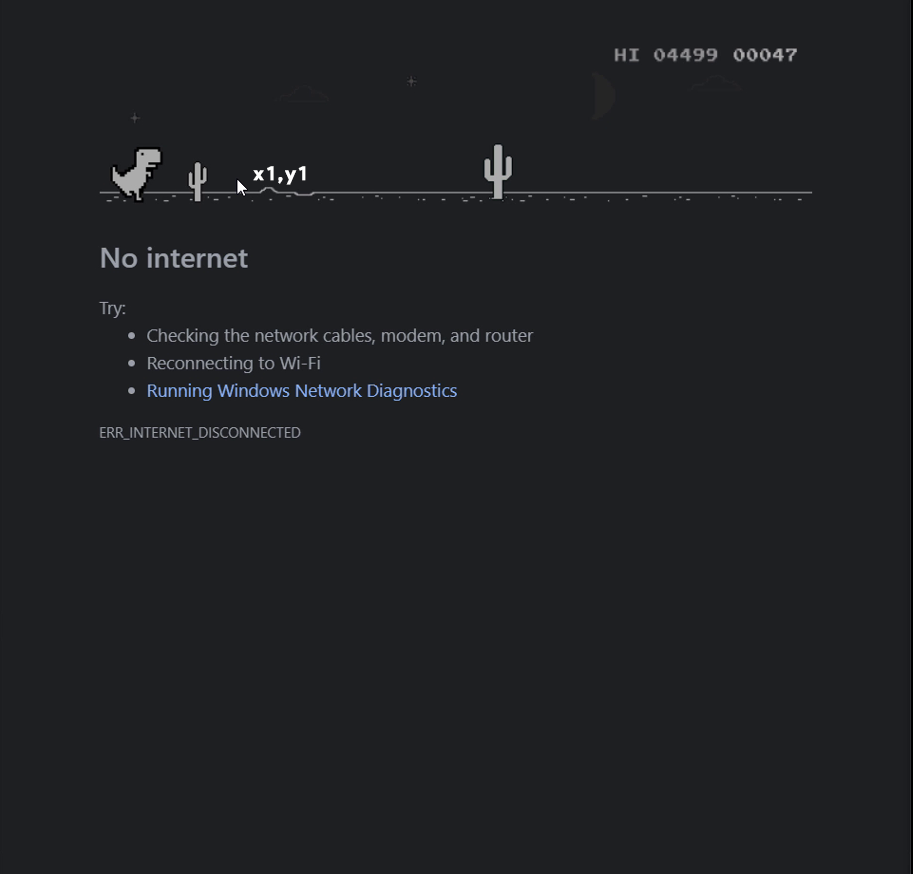 HI 04499 00047
x1,y1
No internet
Try:
Checking the network cables, modem, and router
Reconnecting to Wi-Fi
Running Windows Network Diagnostics
ERR_INTERNET_DISCONNECTED